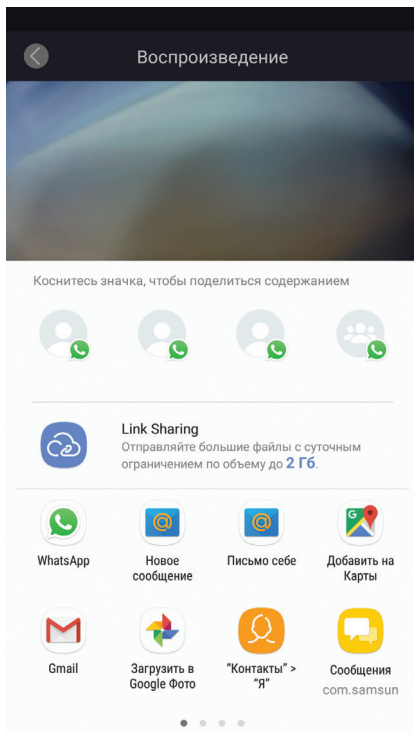 Воспроизведение
Коснитесь значка, чтобы поделиться содержанием
Link Sharing
Отправляйте большие файлы с суточным
ограничением по объему до 2 Гб.
WhatsApp
Новое
сообщение
Письмо себе
Добавить на
Карты
Gmail
Загрузить в
Google Фото
"Контакты" >
"Я"
Сообщения
com.samsun